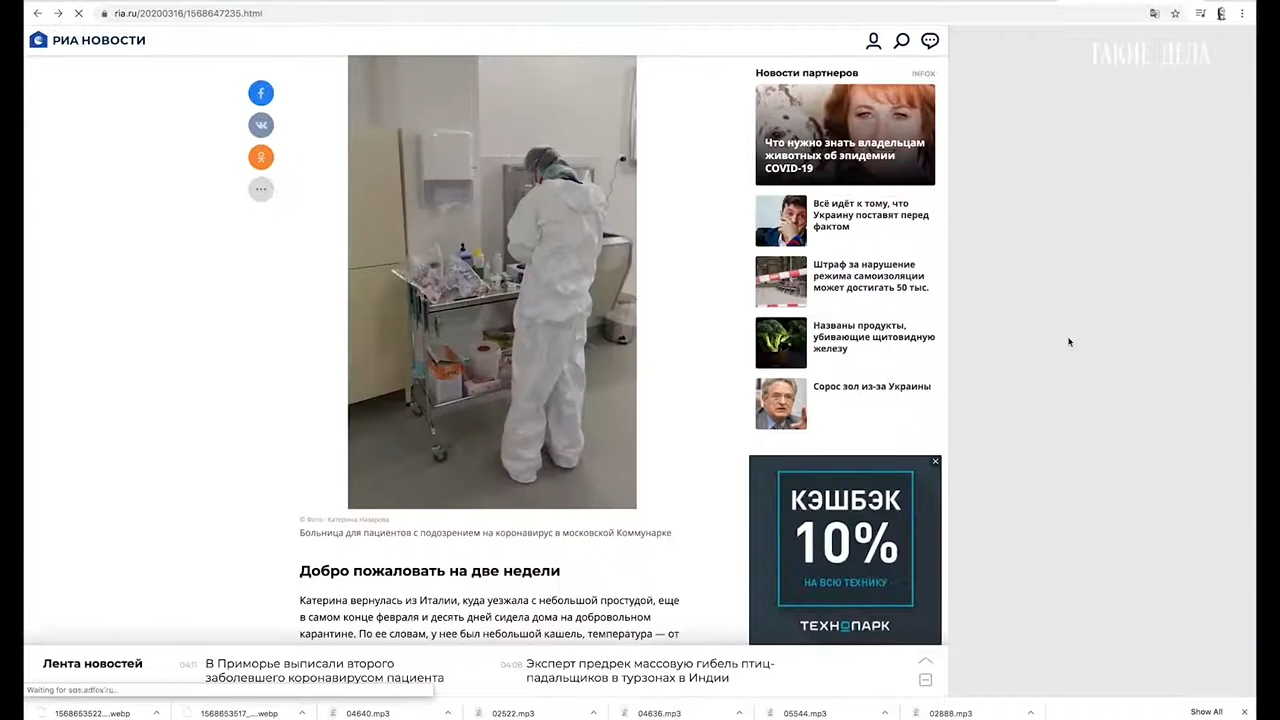 ria.ru/20200316/1568647235.html
РИА НОВОСТИ
ТАКИЕ ДЕЛА
Новости партнеров
INFOX
Что нужно знать владельцам
животных об эпидемии
COVID-19
Всё идёт к тому, что
Украину поставят перед
фактом
Штраф за нарушение
режима самоизоляции
может достигать 50 тыс.
Названы продукты,
убивающие щитовидную
железу
Сорос зол из-за Украины
КЭШБЭК
10%
НА ВСЮ ТЕХНИКУ
ТЕХНОПАРК
© Фото : Катерина Назарова
Больница для пациентов с подозрением на коронавирус в московской Коммунарке
Добро пожаловать на две недели
Катерина вернулась из Италии, куда уезжала с небольшой простудой, еще
в самом конце февраля и десять дней сидела дома на добровольном
карантине. По ее словам, у нее был небольшой кашель, температура — от
Лента новостей
04:11
В Приморье выписали второго
заболевшего коронавирусом пациента
04:08
Эксперт предрек массовую гибель птиц-
падальщиков в турзонах в Индии
Waiting for
1568653522....webp
1568653517_...webp
04640.mp3
02522.mp3
04636.mp3
05544.mp3
02888.mp3
Show All